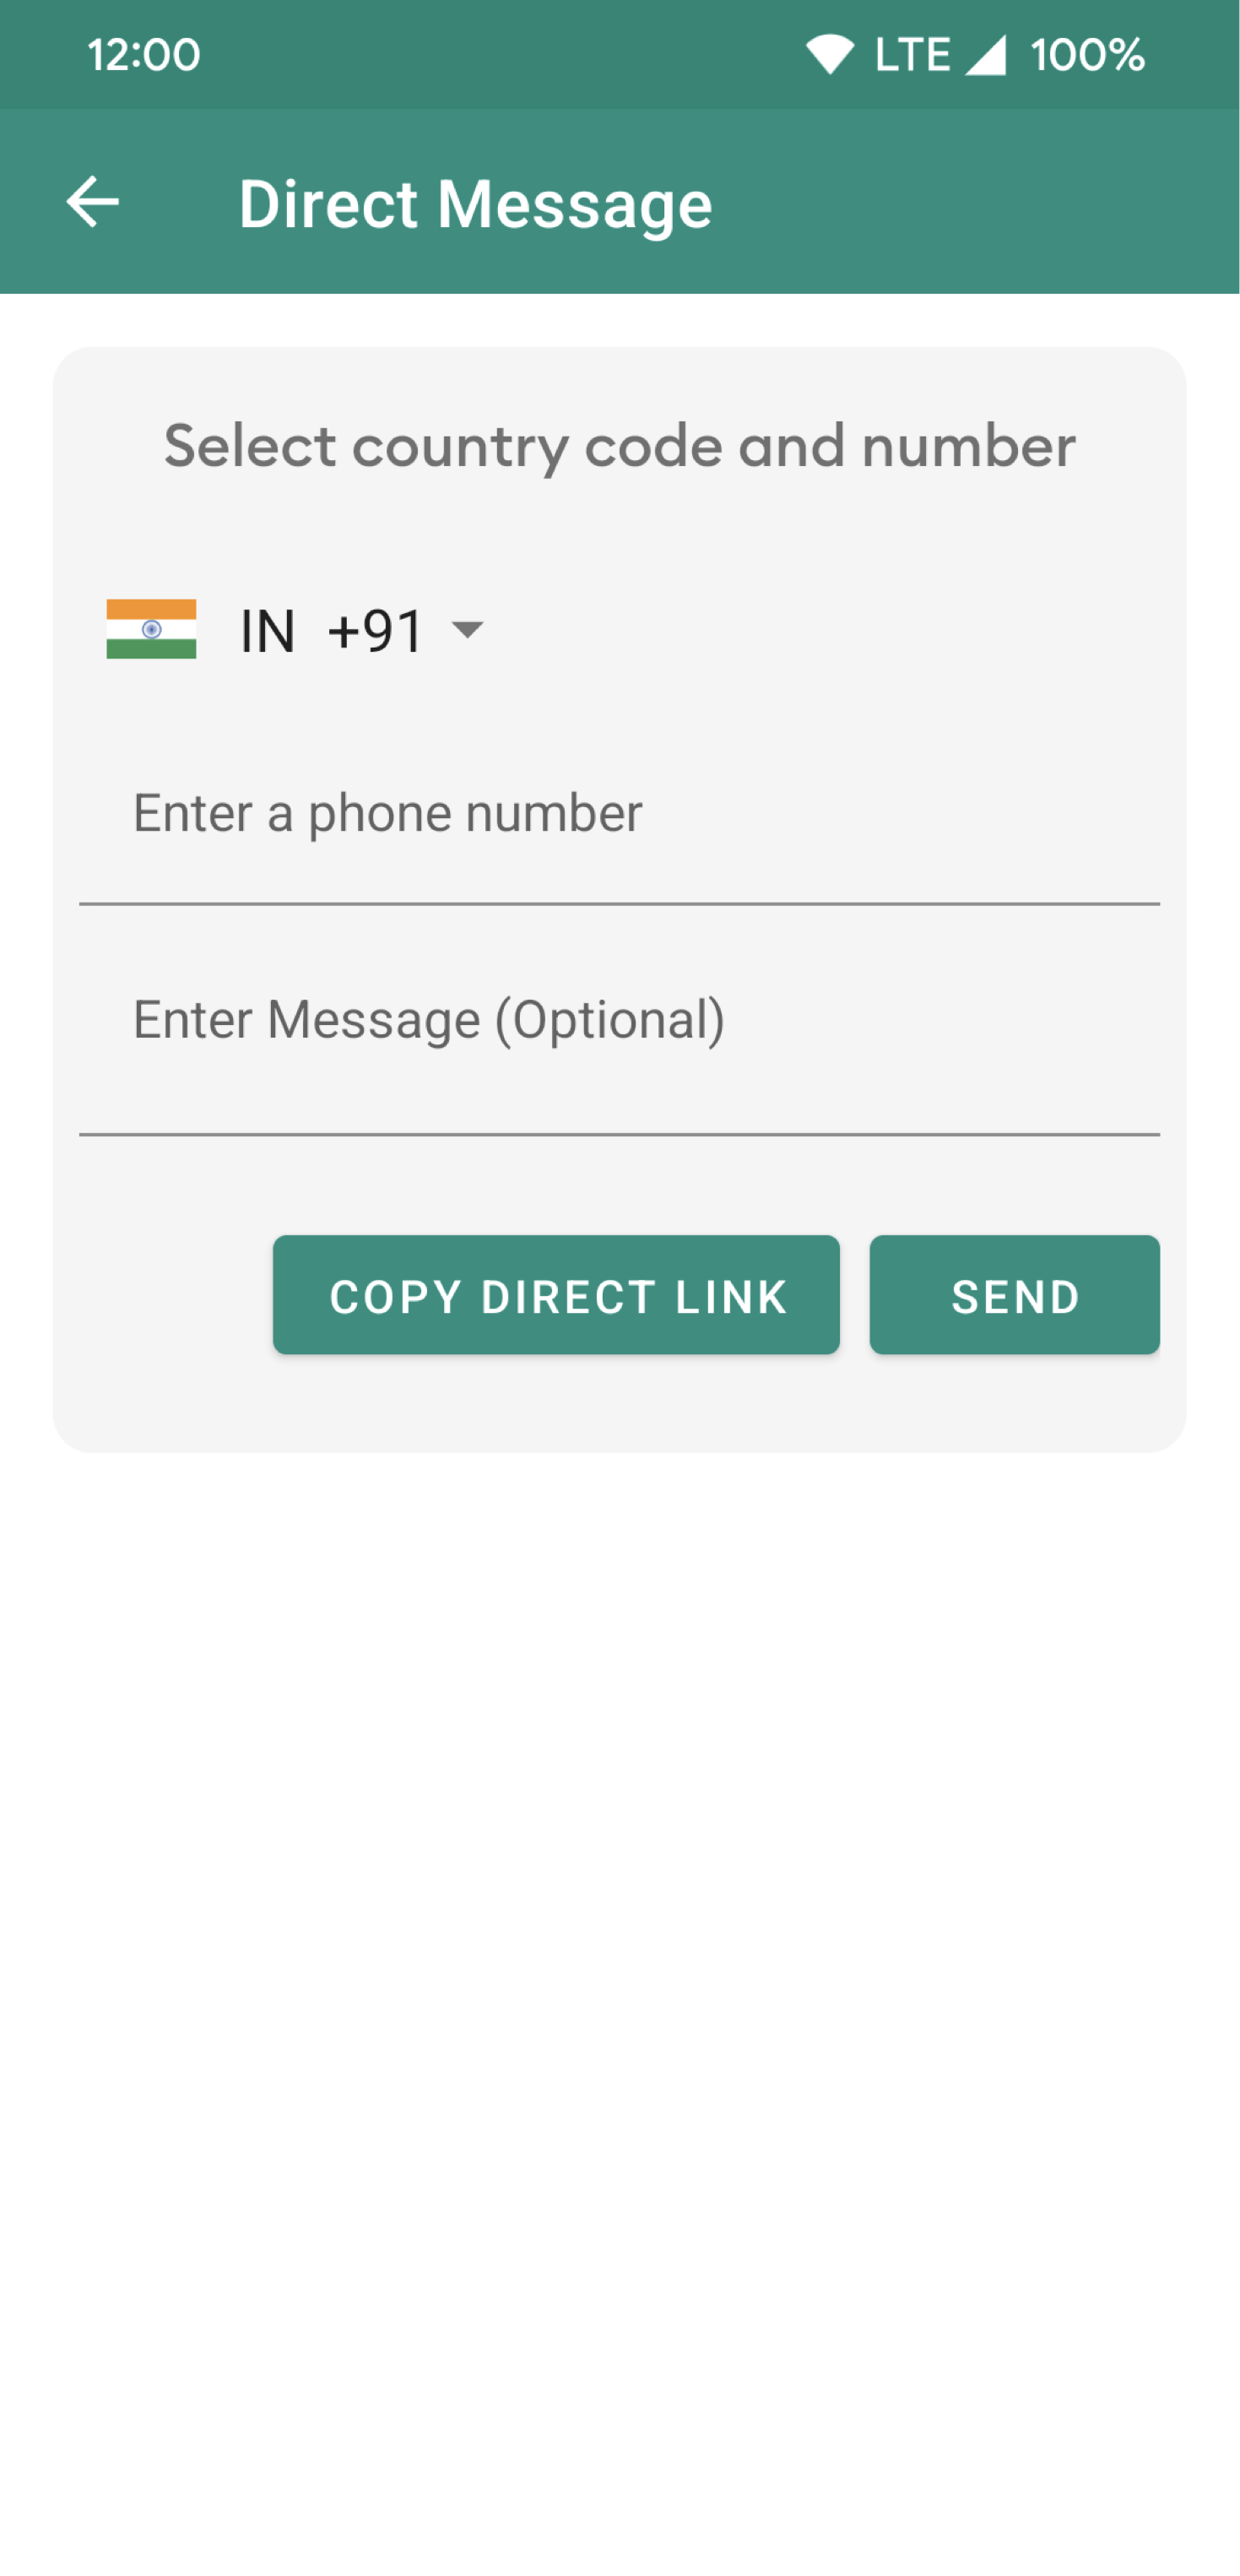 12:00 LTE 100%
Direct Message
Select country code and number
IN +91
Enter a phone number
Enter Message (Optional)
COPY DIRECT LINK SEND